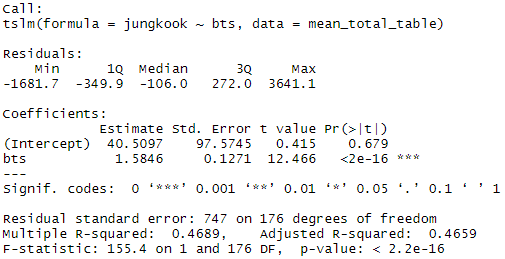 Call:
tslm(formula = jungkook ~ bts, data = mean_total_table)
Residuals:
Min 1Q Median 3Q Max
-1681.7 -349.9 -106.0 272.0 3641.1
Coefficients:
Estimate Std. Error t value Pr(>|t|)
(Intercept) 40.5097 97.5745 0.415 0.679
bts 1.5846 0.1271 12.466 <2e-16 ***
---
Signif. codes: 0 ‘***’ 0.001 ‘**’ 0.01 ‘*’ 0.05 ‘.’ 0.1 ‘ ’ 1
Residual standard error: 747 on 176 degrees of freedom
Multiple R-squared: 0.4689, Adjusted R-squared: 0.4659
F-statistic: 155.4 on 1 and 176 DF, p-value: < 2.2e-16